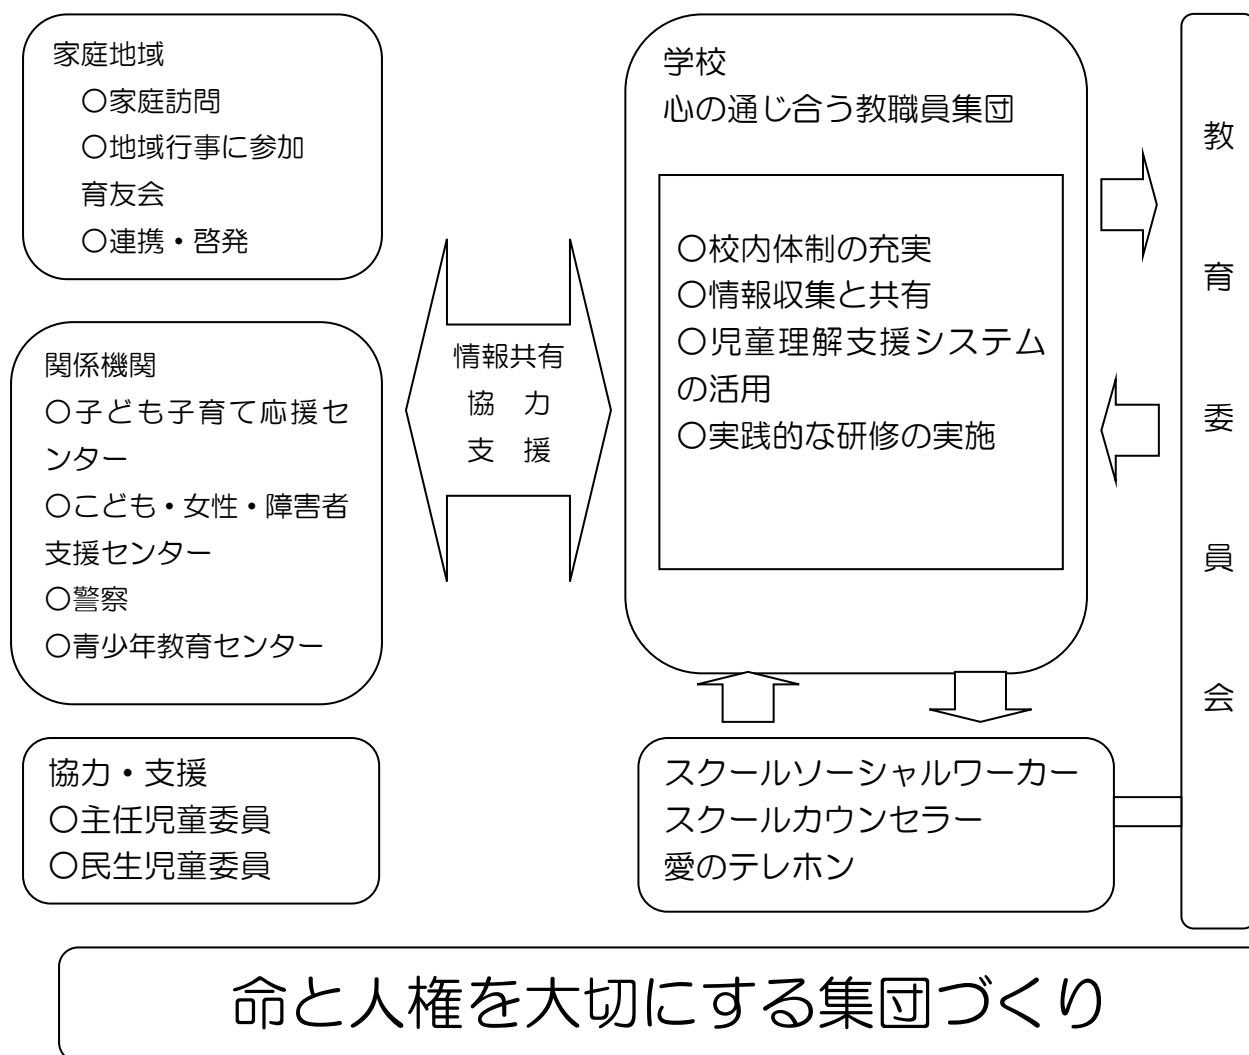 家庭地域
〇家庭訪問
〇地域行事に参加
育友会
〇連携・啓発
関係機関
〇子ども子育て応援セ
ンター
〇こども・女性・障害者
支援センター
〇警察
〇青少年教育センター
協力・支援
〇主任児童委員
〇民生児童委員
情報共有
協　力
支　援
学校
心の通じ合う教職員集団
〇校内体制の充実
〇情報収集と共有
〇児童理解支援システム
の活用
〇実践的な研修の実施
スクールソーシャルワーカー
スクールカウンセラー
愛のテレホン
教育委員会
命と人権を大切にする集団づくり